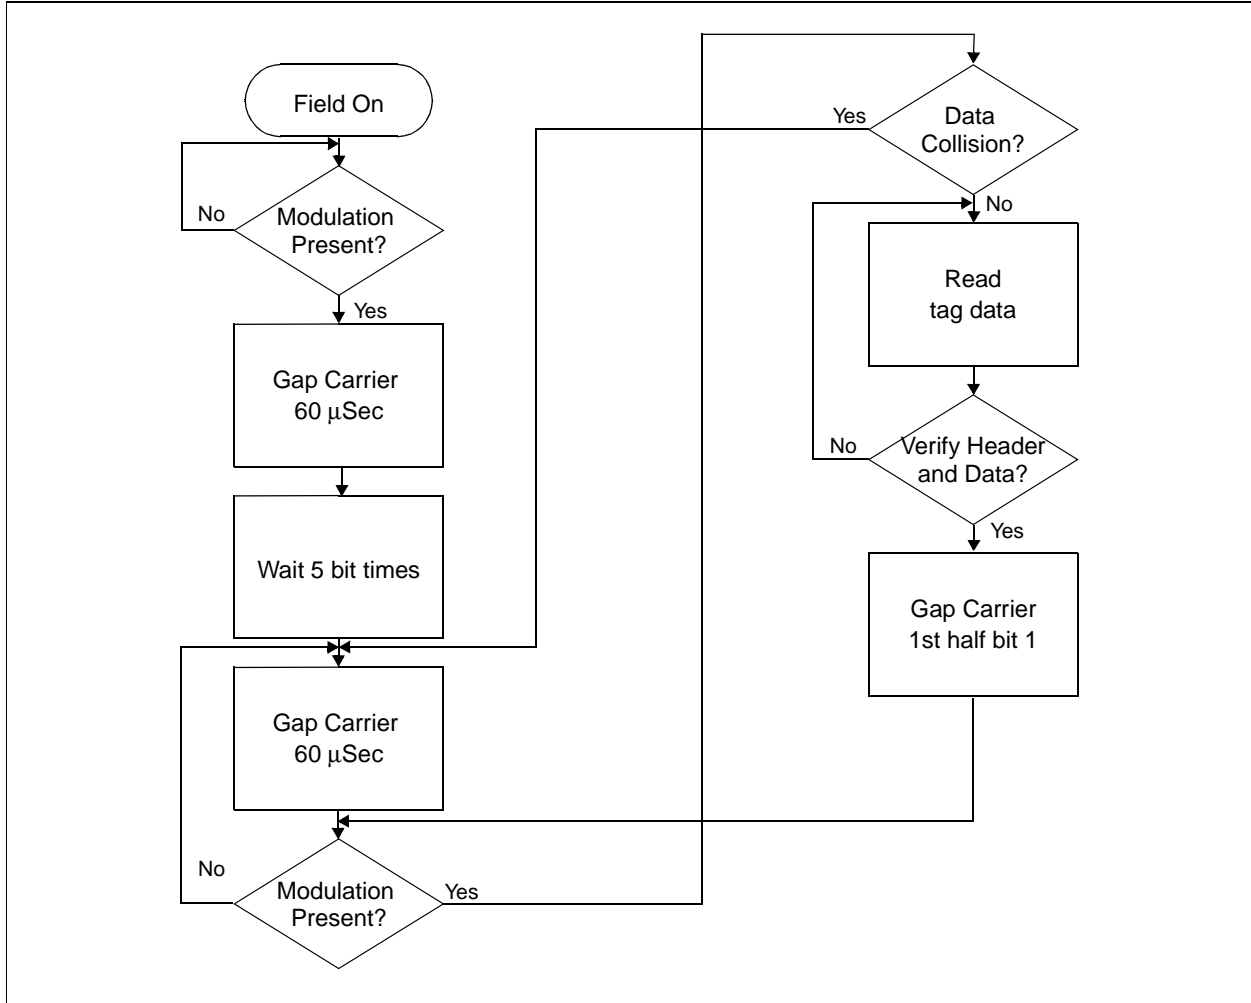 Field On
No
Modulation
Present?
Yes
Gap Carrier
60 μSec
Wait 5 bit times
Gap Carrier
60 μSec
No
Modulation
Present?
Yes
Yes
Data
Collision?
No
Read
tag data
No
Verify Header
and Data?
Yes
Gap Carrier
1st half bit 1